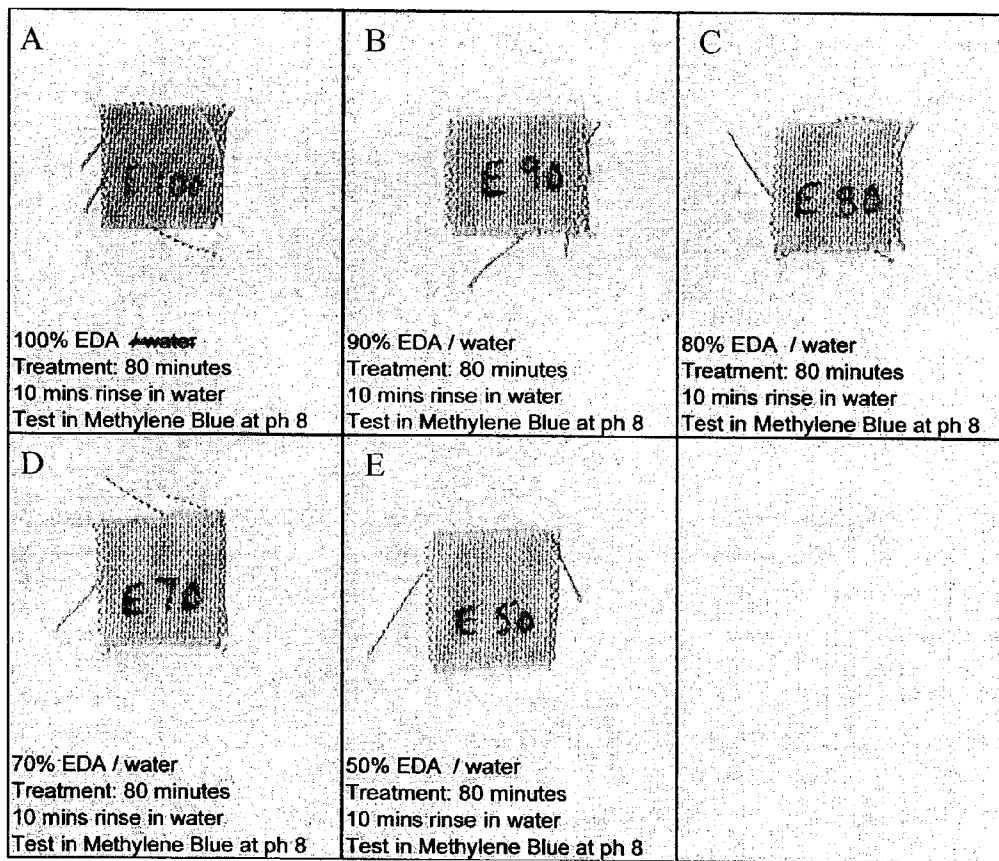 A
E 100
100% EDA / water
Treatment: 80 minutes
10 mins rinse in water
Test in Methylene Blue at ph 8
B
E 90
90% EDA / water
Treatment: 80 minutes
10 mins rinse in water
Test in Methylene Blue at ph 8
C
E 80
80% EDA / water
Treatment: 80 minutes
10 mins rinse in water
Test in Methylene Blue at ph 8
D
E 70
70% EDA / water
Treatment: 80 minutes
10 mins rinse in water
Test in Methylene Blue at ph 8
E
E 50
50% EDA / water
Treatment: 80 minutes
10 mins rinse in water
Test in Methylene Blue at ph 8